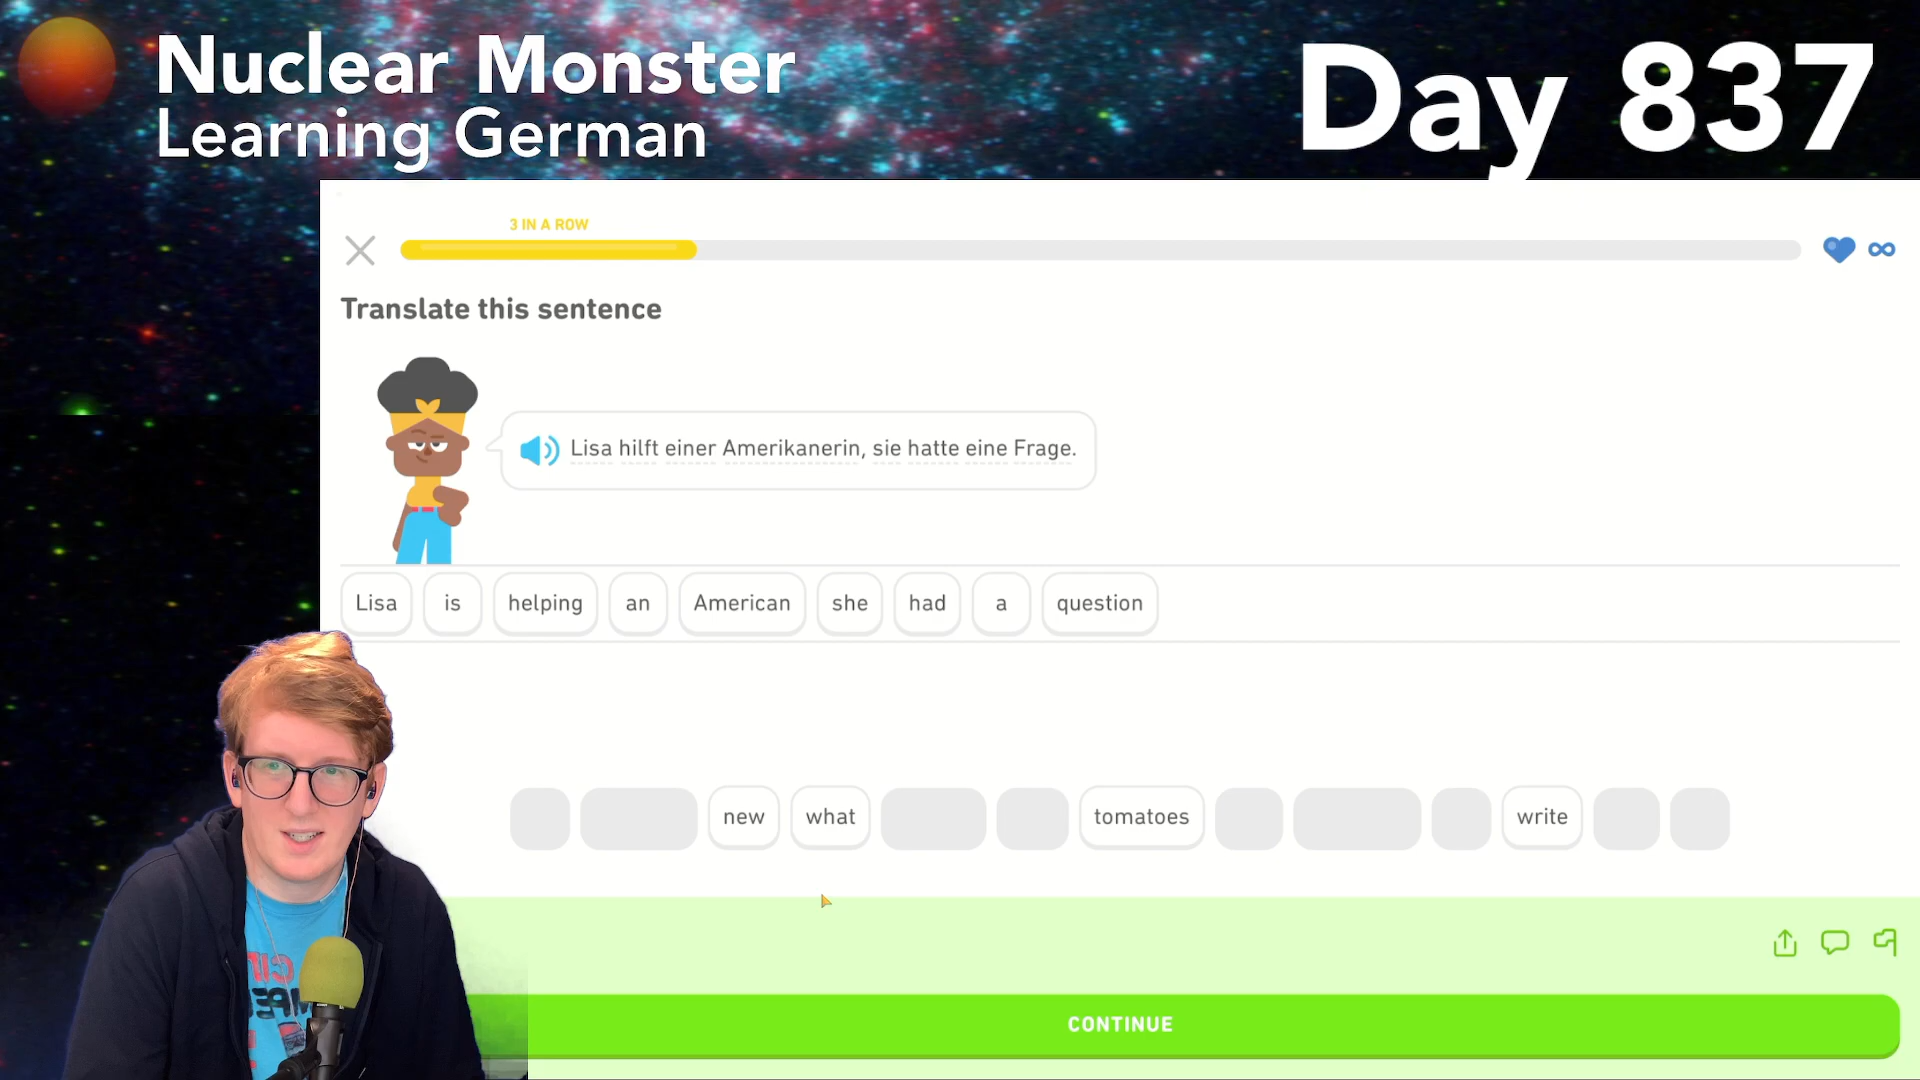 Nuclear Monster
Learning German
Day 837
3 IN A ROW
Translate this sentence
Lisa hilft einer Amerikanerin, sie hatte eine Frage.
Lisa is helping an American she had a question
new what tomatoes write
CONTINUE